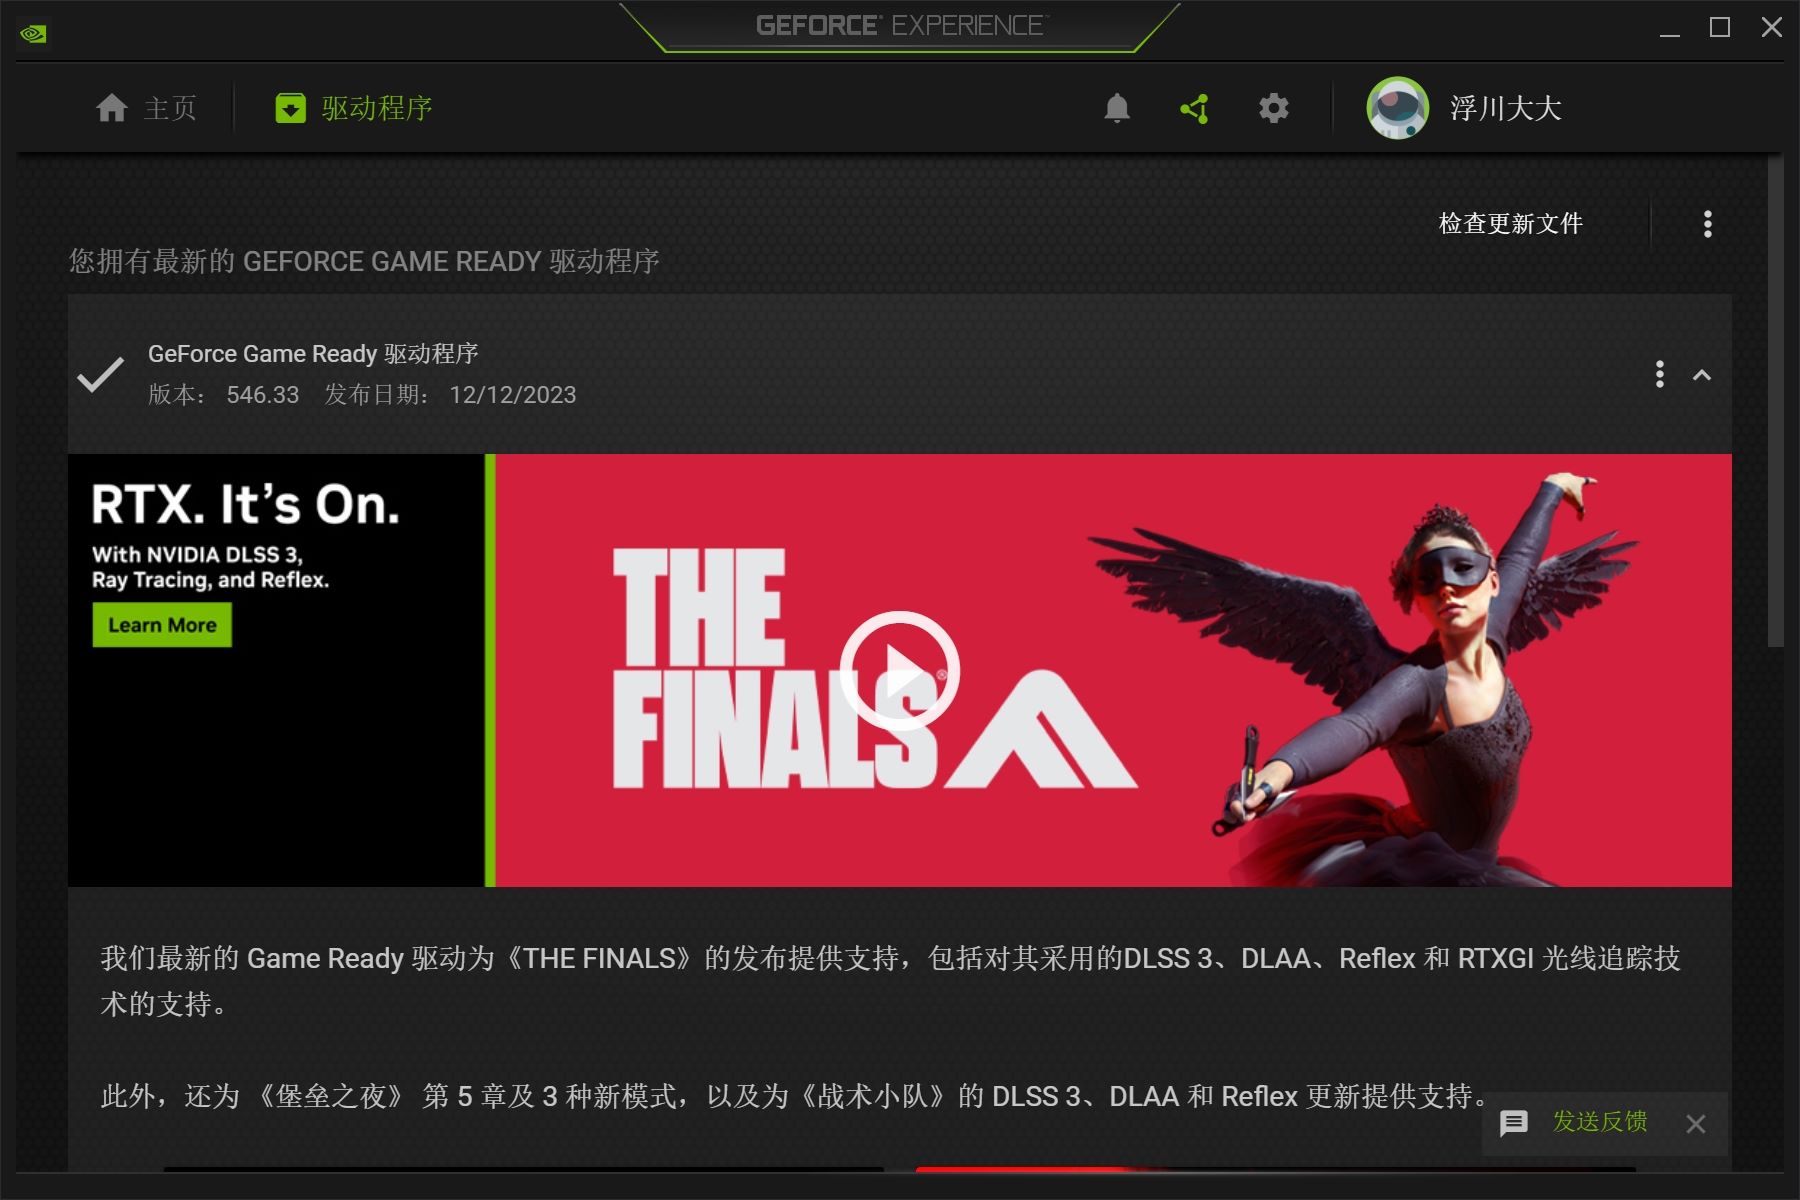 GEFORCE® EXPERIENCE™
主页
驱动程序
浮川大大
检查更新文件
您拥有最新的 GEFORCE GAME READY 驱动程序
GeForce Game Ready 驱动程序
版本： 546.33 发布日期： 12/12/2023
RTX. It's On.
With NVIDIA DLSS 3,
Ray Tracing, and Reflex.
Learn More
THE
FINALS®
我们最新的 Game Ready 驱动为《THE FINALS》的发布提供支持，包括对其采用的DLSS 3、DLAA、Reflex 和 RTXGI 光线追踪技
术的支持。
此外，还为 《堡垒之夜》 第 5 章及 3 种新模式，以及为《战术小队》的 DLSS 3、DLAA 和 Reflex 更新提供支持。
发送反馈